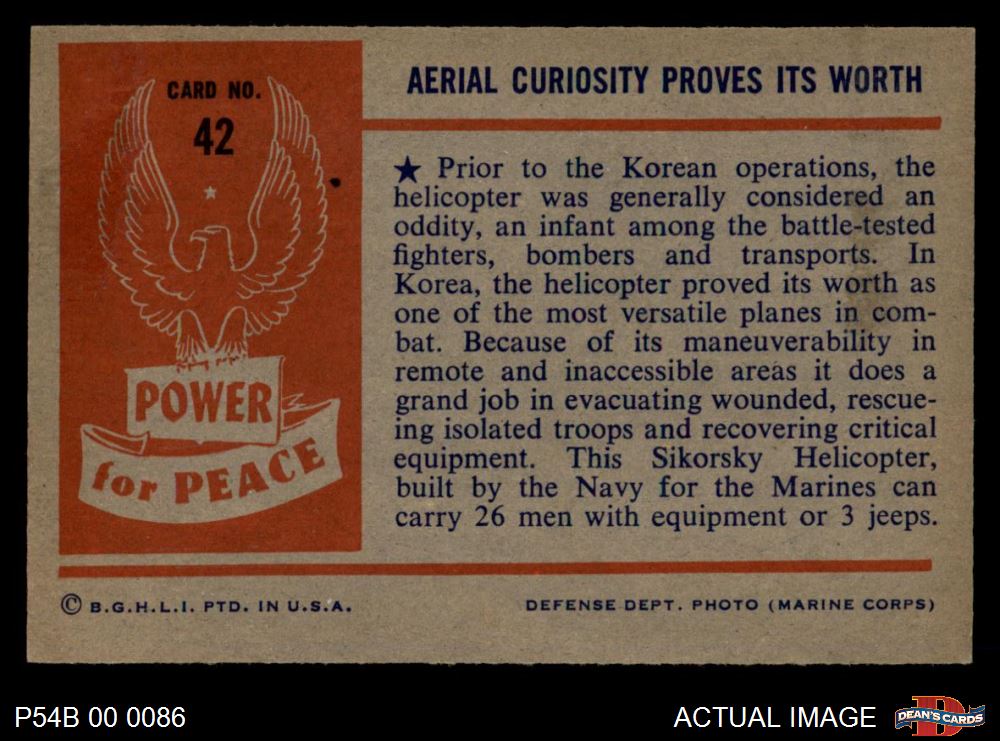 CARD NO.
42
POWER
for PEACE
AERIAL CURIOSITY PROVES ITS WORTH
★ Prior to the Korean operations, the
helicopter was generally considered an
oddity, an infant among the battle-tested
fighters, bombers and transports. In
Korea, the helicopter proved its worth as
one of the most versatile planes in com-
bat. Because of its maneuverability in
remote and inaccessible areas it does a
grand job in evacuating wounded, rescue-
ing isolated troops and recovering critical
equipment. This Sikorsky Helicopter,
built by the Navy for the Marines can
carry 26 men with equipment or 3 jeeps.
© B.G.H.L.I. PTD. IN U.S.A.
DEFENSE DEPT. PHOTO (MARINE CORPS)
P54B 00 0086
ACTUAL IMAGE
D
DEAN'S CARDS